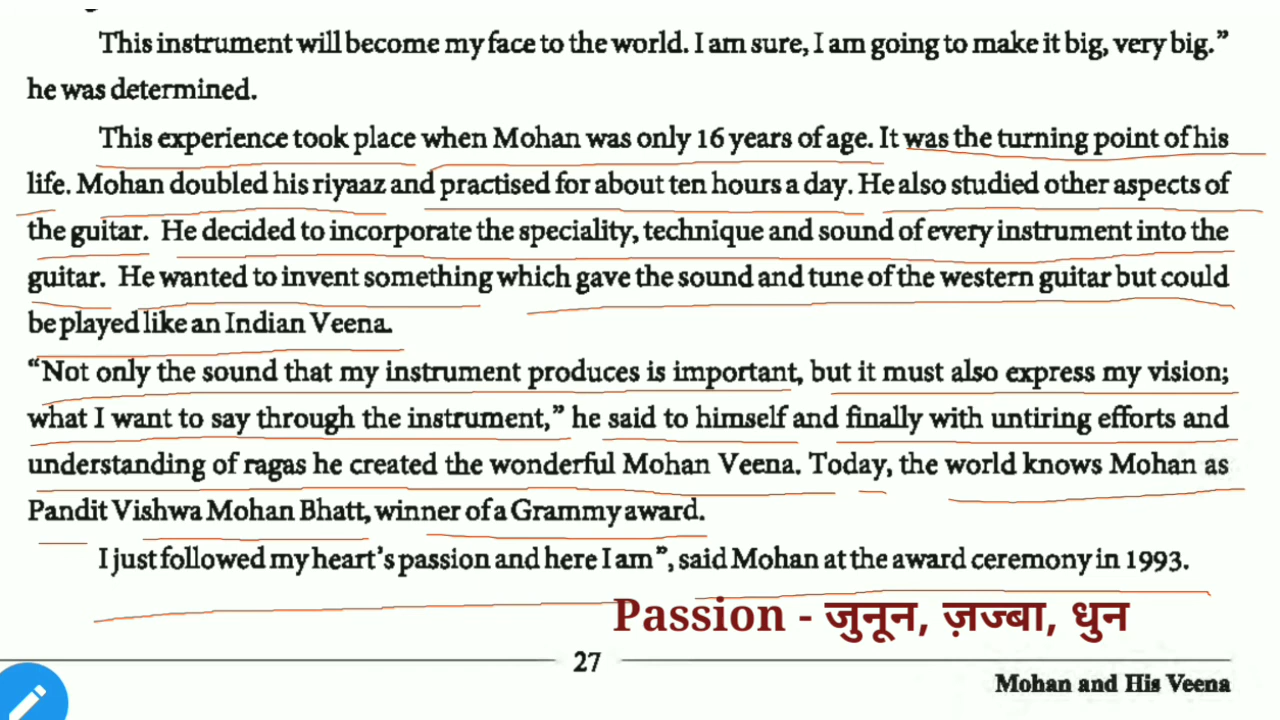 This instrument will become my face to the world. I am sure, I am going to make it big, very big.”
he was determined.
This experience took place when Mohan was only 16 years of age. It was the turning point of his
life. Mohan doubled his riyaaz and practised for about ten hours a day. He also studied other aspects of
the guitar. He decided to incorporate the speciality, technique and sound of every instrument into the
guitar. He wanted to invent something which gave the sound and tune of the western guitar but could
be played like an Indian Veena.
“Not only the sound that my instrument produces is important, but it must also express my vision;
what I want to say through the instrument,” he said to himself and finally with untiring efforts and
understanding of ragas he created the wonderful Mohan Veena. Today, the world knows Mohan as
Pandit Vishwa Mohan Bhatt, winner of a Grammy award.
I just followed my heart’s passion and here I am”, said Mohan at the award ceremony in 1993.
Passion - जुनून, ज़ज्बा, धुन
27
Mohan and His Veena